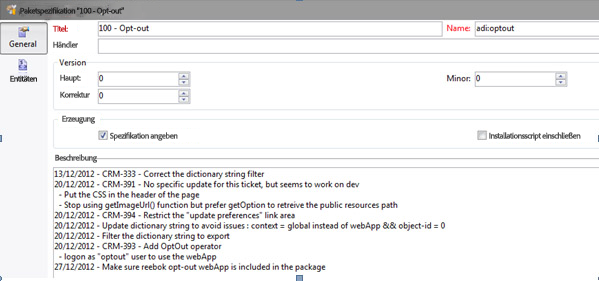 Paketspezifikation "100 - Opt-out"
General
Entitäten
Titel: 100 - Opt-out Name: adi:optout
Händler
Version
Haupt: 0 Minor: 0
Korrektur 0
Erzeugung
Spezifikation angeben Installationsscript einschließen
Beschreibung
13/12/2012 - CRM-333 - Correct the dictionary string filter
20/12/2012 - CRM-391 - No specific update for this ticket, but seems to work on dev
- Put the CSS in the header of the page
- Stop using getImageUrl() function but prefer getOption to retreive the public resources path
20/12/2012 - CRM-394 - Restrict the "update preferences" link area
20/12/2012 - Update dictionary string to avoid issues : context = global instead of webApp && object-id = 0
20/12/2012 - Filter the dictionary string to export
20/12/2012 - CRM-393 - Add OptOut operator
- logon as "optout" user to use the webApp
27/12/2012 - Make sure reebok opt-out webApp is included in the package